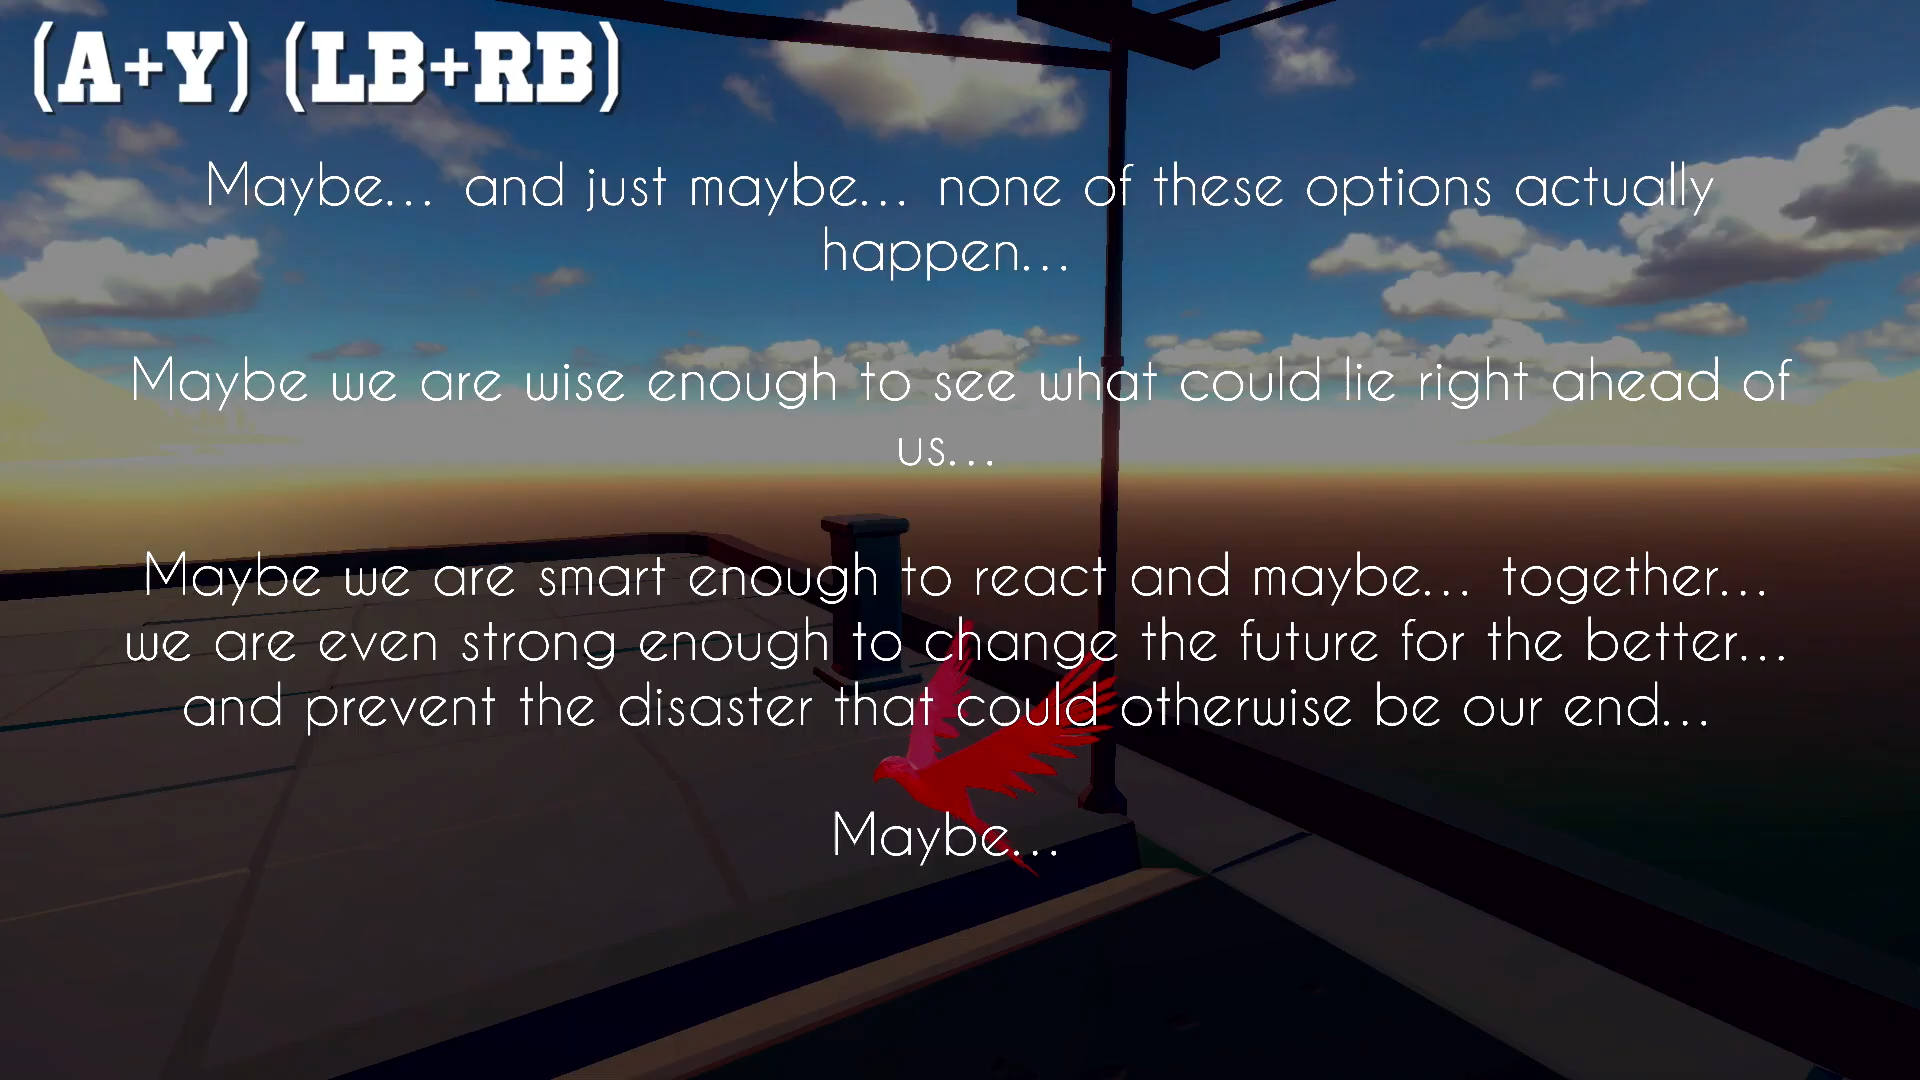 (A+Y) (LB+RB)
Maybe... and just maybe... none of these options actually
happen...
Maybe we are wise enough to see what could lie right ahead of
us...
Maybe we are smart enough to react and maybe... together...
we are even strong enough to change the future for the better...
and prevent the disaster that could otherwise be our end...
Maybe...